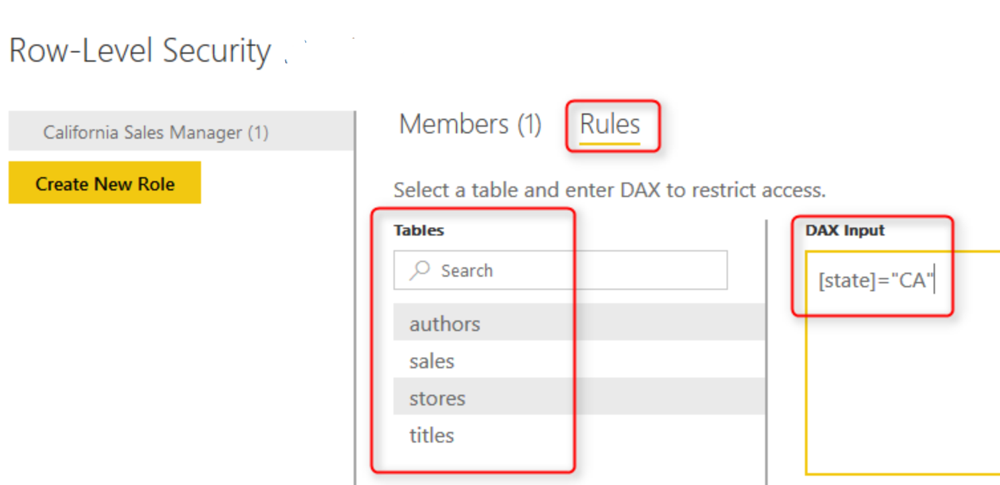 Row-Level Security
California Sales Manager (1)
Create New Role
Members (1) Rules
Select a table and enter DAX to restrict access.
Tables
Search
authors
sales
stores
titles
DAX Input
[state]="CA"